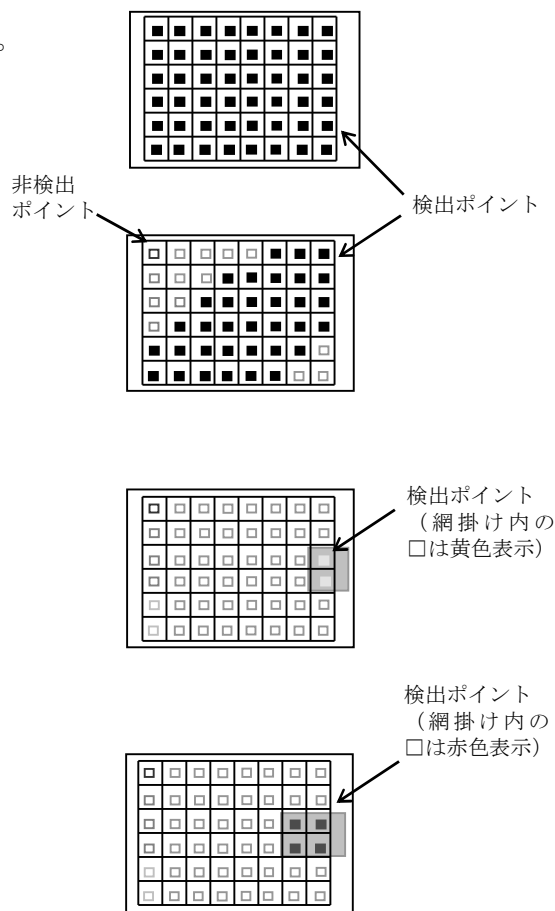 。
非検出
ポイント
検出ポイント
検出ポイント
(網掛け内の
□は黄色表示)
検出ポイント
(網掛け内の
□は赤色表示)